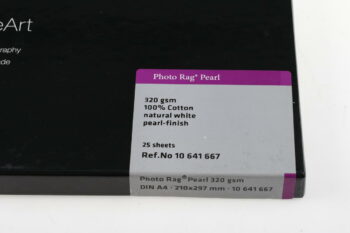 eArt
graphy
ade
Photo Rag® Pearl
320 gsm
100% Cotton
natural white
pearl-finish
25 sheets
Ref.No 10 641 667
Photo Rag® Pearl 320 gsm
DIN A4 · 210x297 mm · 10 641 667